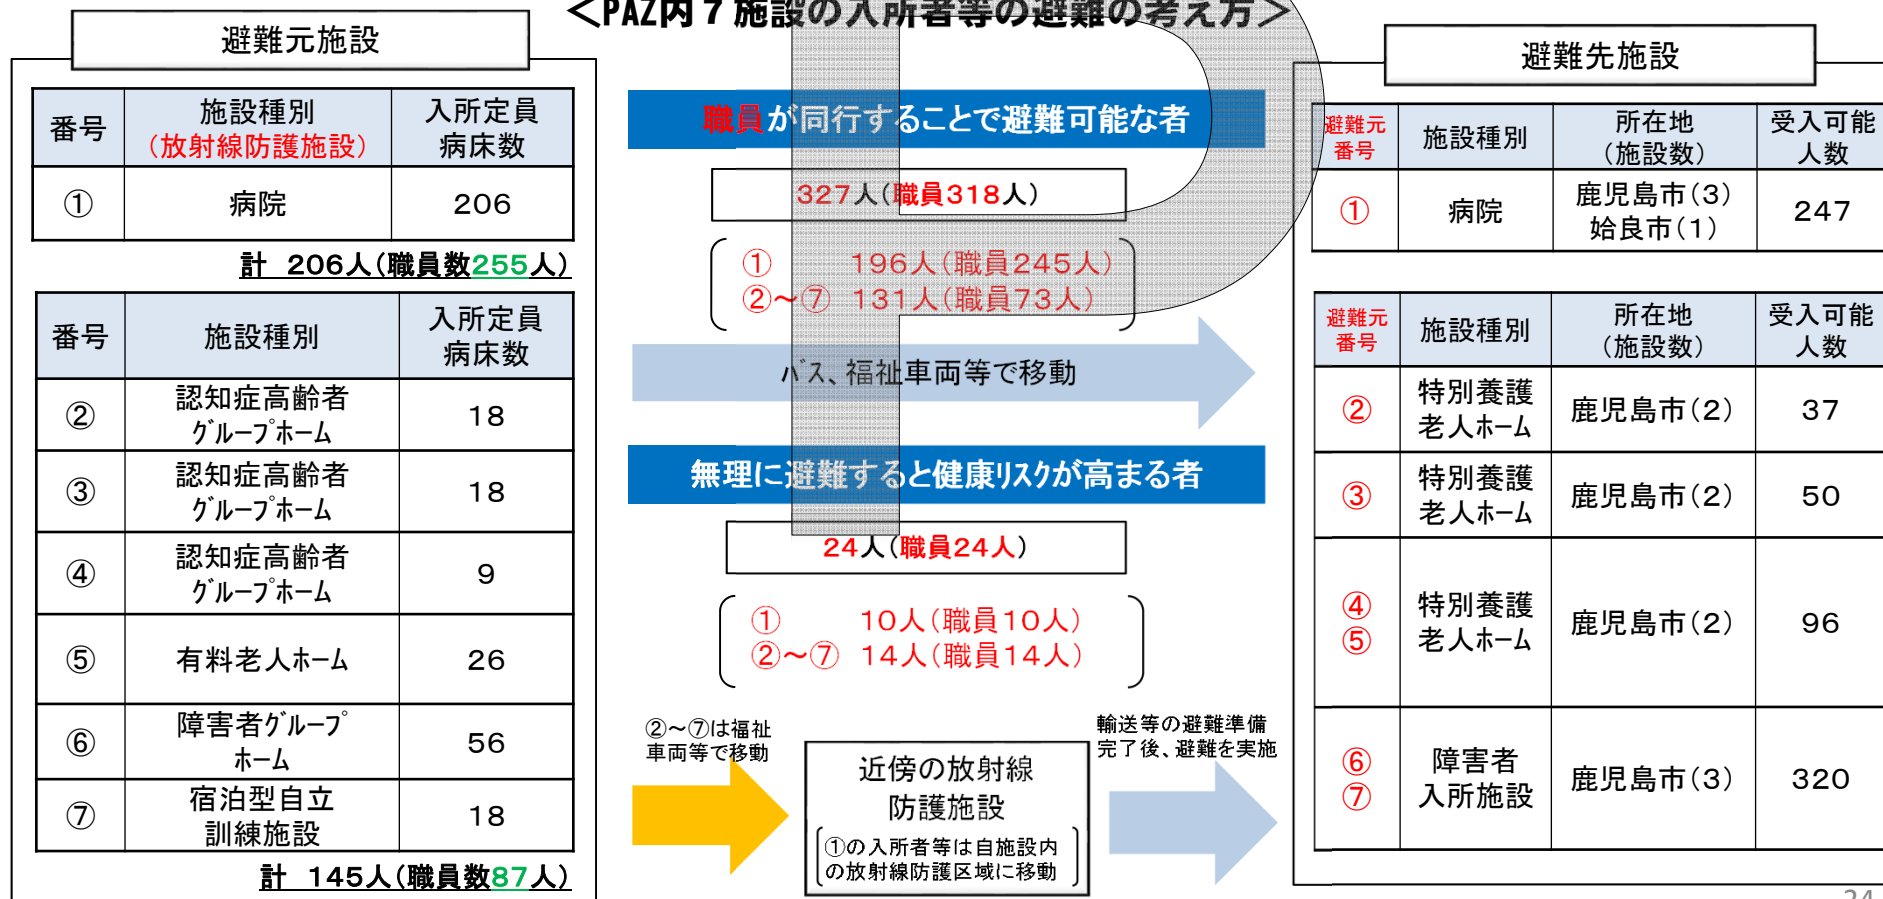 ＜PAZ内７施設の入所者等の避難の考え方＞
避難元施設
番号 施設種別（放射線防護施設） 入所定員病床数
① 病院 206
計　206人（職員数255人）
番号 施設種別 入所定員病床数
② 認知症高齢者グループホーム 18
③ 認知症高齢者グループホーム 18
④ 認知症高齢者グループホーム 9
⑤ 有料老人ホーム 26
⑥ 障害者グループホーム 56
⑦ 宿泊型自立訓練施設 18
計　145人（職員数87人）
職員が同行することで避難可能な者
327人（職員318人）
① 196人（職員245人）
②～⑦ 131人（職員73人）
バス、福祉車両等で移動
無理に避難すると健康リスクが高まる者
24人（職員24人）
① 10人（職員10人）
②～⑦ 14人（職員14人）
②～⑦は福祉
車両等で移動
近傍の放射線
防護施設
①の入所者等は自施設内
の放射線防護区域に移動
輸送等の避難準備
完了後、避難を実施
避難先施設
避難元番号 施設種別 所在地（施設数） 受入可能人数
① 病院 鹿児島市（3） 姶良市（1） 247
避難元番号 施設種別 所在地（施設数） 受入可能人数
② 特別養護老人ホーム 鹿児島市（2） 37
③ 特別養護老人ホーム 鹿児島市（2） 50
④ ⑤ 特別養護老人ホーム 鹿児島市（2） 96
⑥ ⑦ 障害者入所施設 鹿児島市（3） 320
24